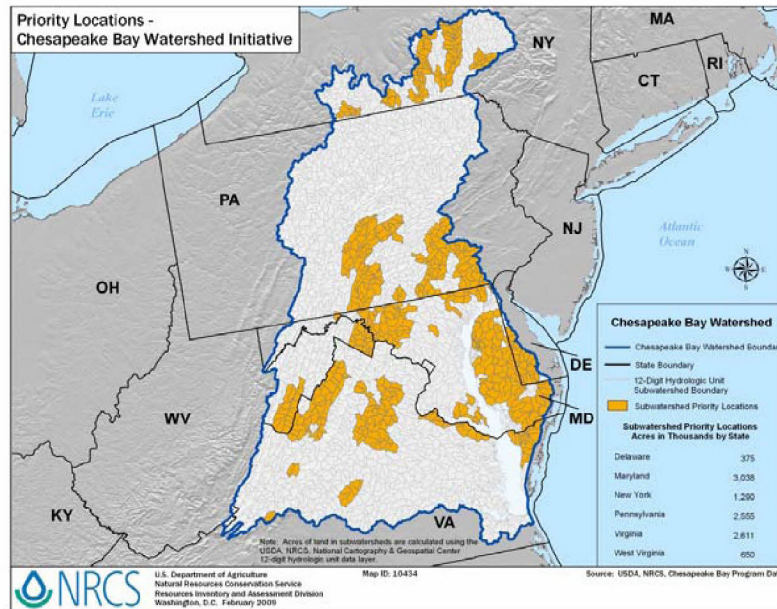 Priority Locations -
Chesapeake Bay Watershed Initiative
MA
NY
RI
CT
Lake
Erie
PA
NJ
Atlantic
Ocean
N
W
E
S
OH
DE
MD
WV
KY
VA
Chesapeake Bay Watershed
Chesapeake Bay Watershed Bounda
State Boundary
12-Digit Hydrologic Unit
Subwatershed Boundary
Subwatershed Priority Locations
Subwatershed Priority Locations
Acres in Thousands by State
Delaware 375
Maryland 3,038
New York 1,290
Pennsylvania 2,555
Virginia 2,611
West Virginia 650
Note: Acres of land in subwatersheds are calculated using the
USDA, NRCS, National Cartography & Geospatial Center
12-digit hydrologic unit data layer.
NRCS
U.S. Department of Agriculture
Natural Resources Conservation Service
Resources Inventory and Assessment Division
Washington, D.C. February 2009
Map ID: 10434
Source: USDA, NRCS, Chesapeake Bay Program Da